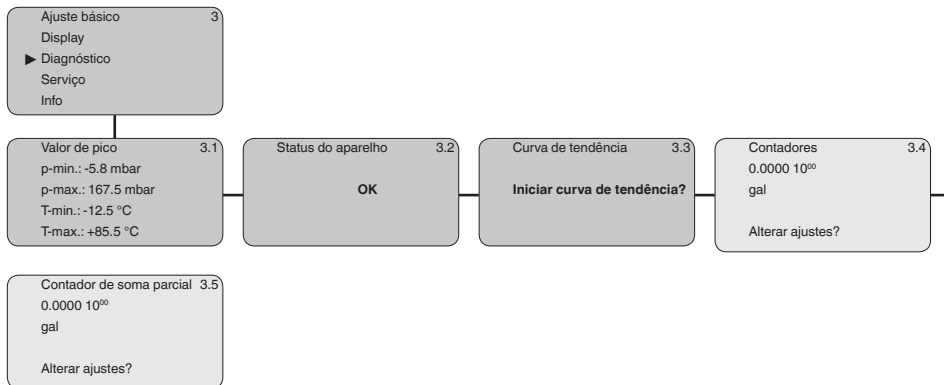 Ajuste básico 3
Display
▶ Diagnóstico
Serviço
Info
Valor de pico 3.1
p-min.: -5.8 mbar
p-max.: 167.5 mbar
T-min.: -12.5 °C
T-max.: +85.5 °C
Status do aparelho 3.2
OK
Curva de tendência 3.3
Iniciar curva de tendência?
Contadores 3.4
0.0000 10⁰⁰
gal
Alterar ajustes?
Contador de soma parcial 3.5
0.0000 10⁰⁰
gal
Alterar ajustes?